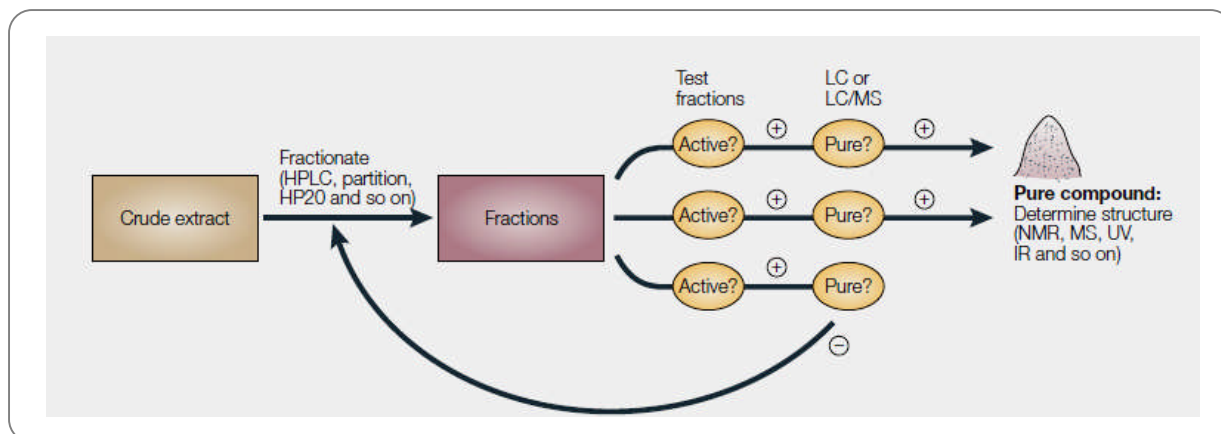 Test
fractions
LC or
LC/MS
Active?
+
Pure?
+
Fractionate
(HPLC, partition,
HP20 and so on)
Crude extract
Fractions
Active?
+
Pure?
+
Pure compound:
Determine structure
(NMR, MS, UV,
IR and so on)
Active?
+
Pure?
−